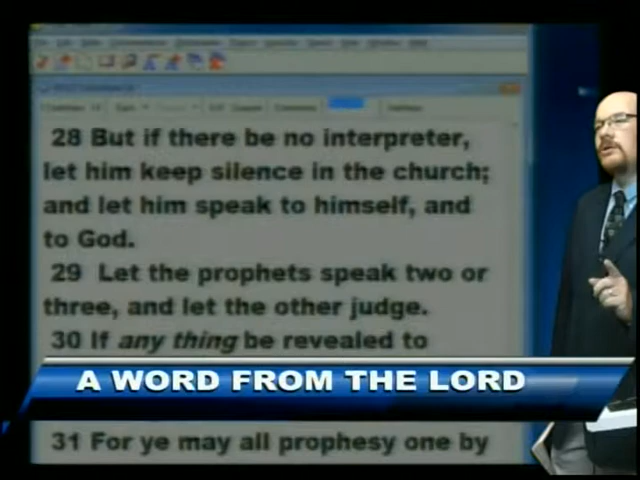 28 But if there be no interpreter,
let him keep silence in the church;
and let him speak to himself, and
to God.
29 Let the prophets speak two or
three, and let the other judge.
30 If any thing be revealed to
A WORD FROM THE LORD
31 For ye may all prophesy one by